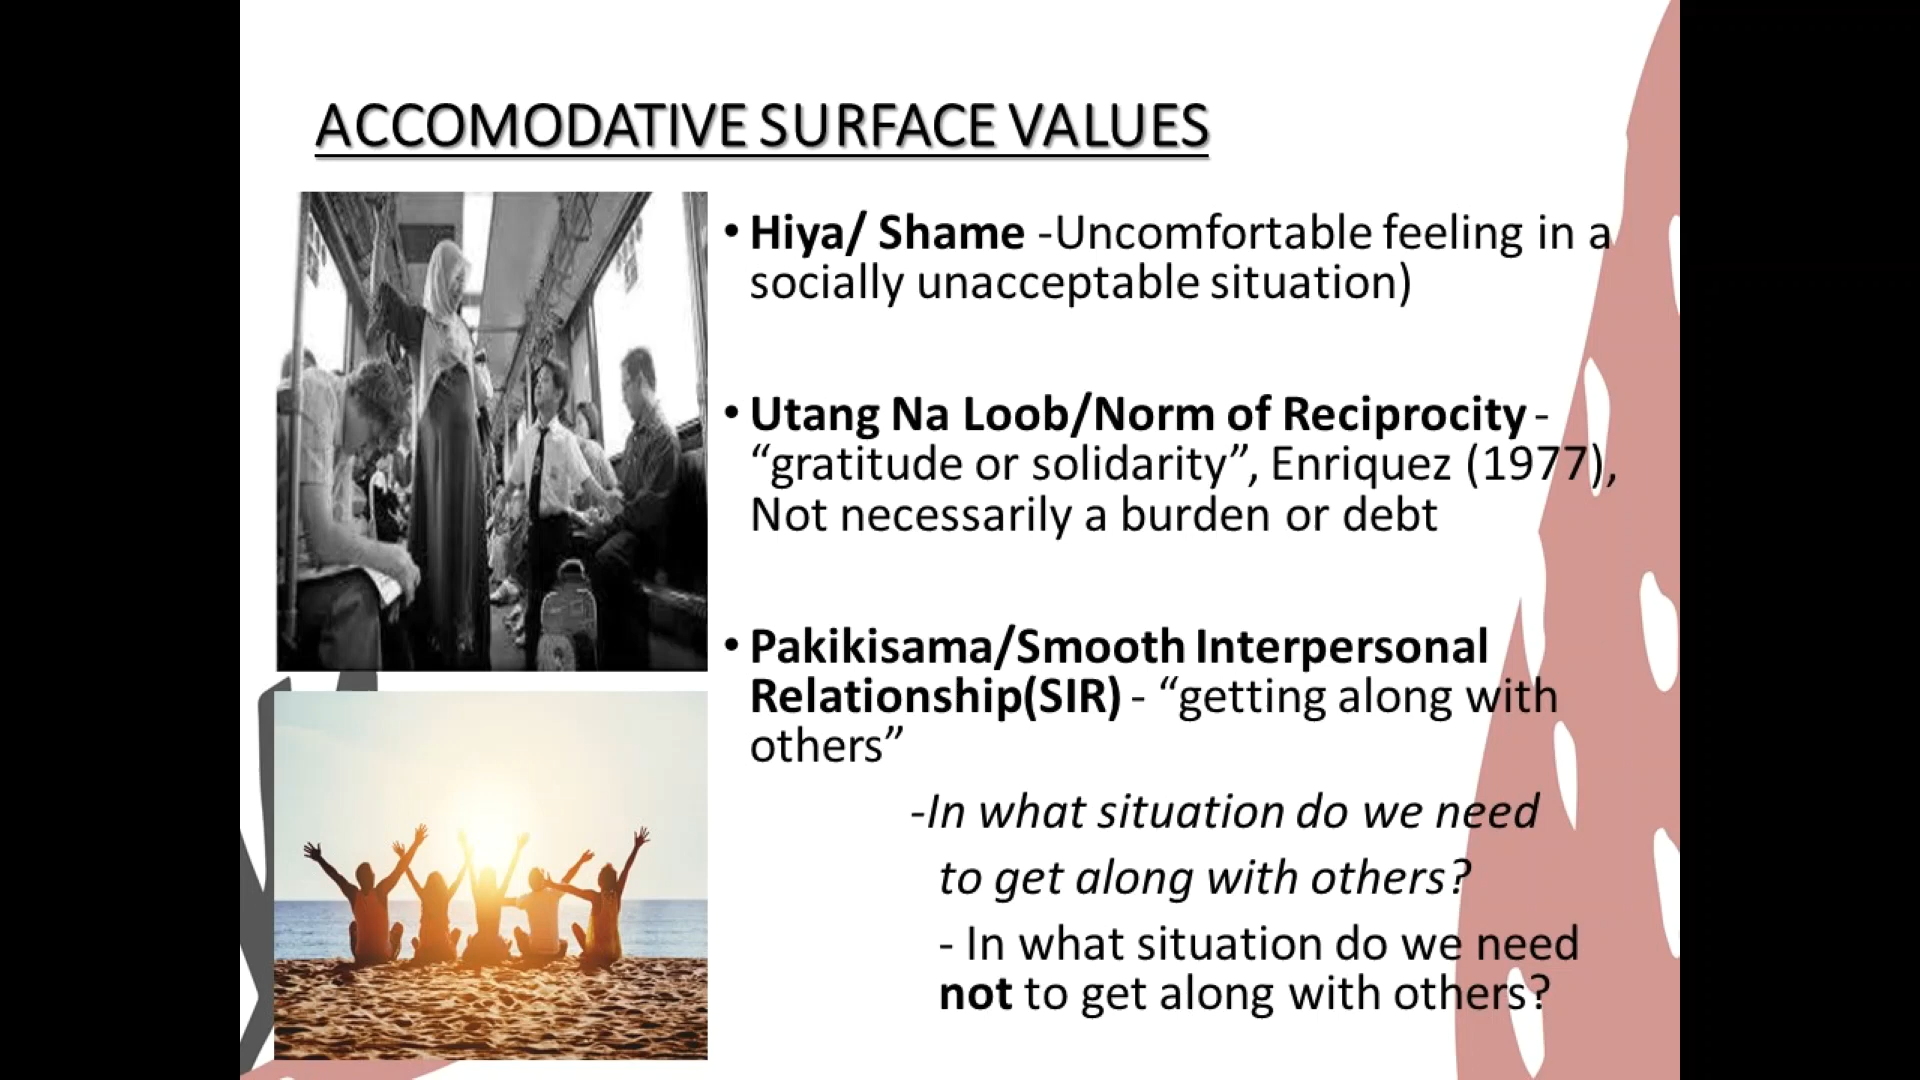 ACCOMODATIVE SURFACE VALUES
• Hiya/ Shame -Uncomfortable feeling in a
socially unacceptable situation)
• Utang Na Loob/Norm of Reciprocity -
“gratitude or solidarity”, Enriquez (1977),
Not necessarily a burden or debt
• Pakikisama/Smooth Interpersonal
Relationship(SIR) - “getting along with
others”
-In what situation do we need
to get along with others?
- In what situation do we need
not to get along with others?